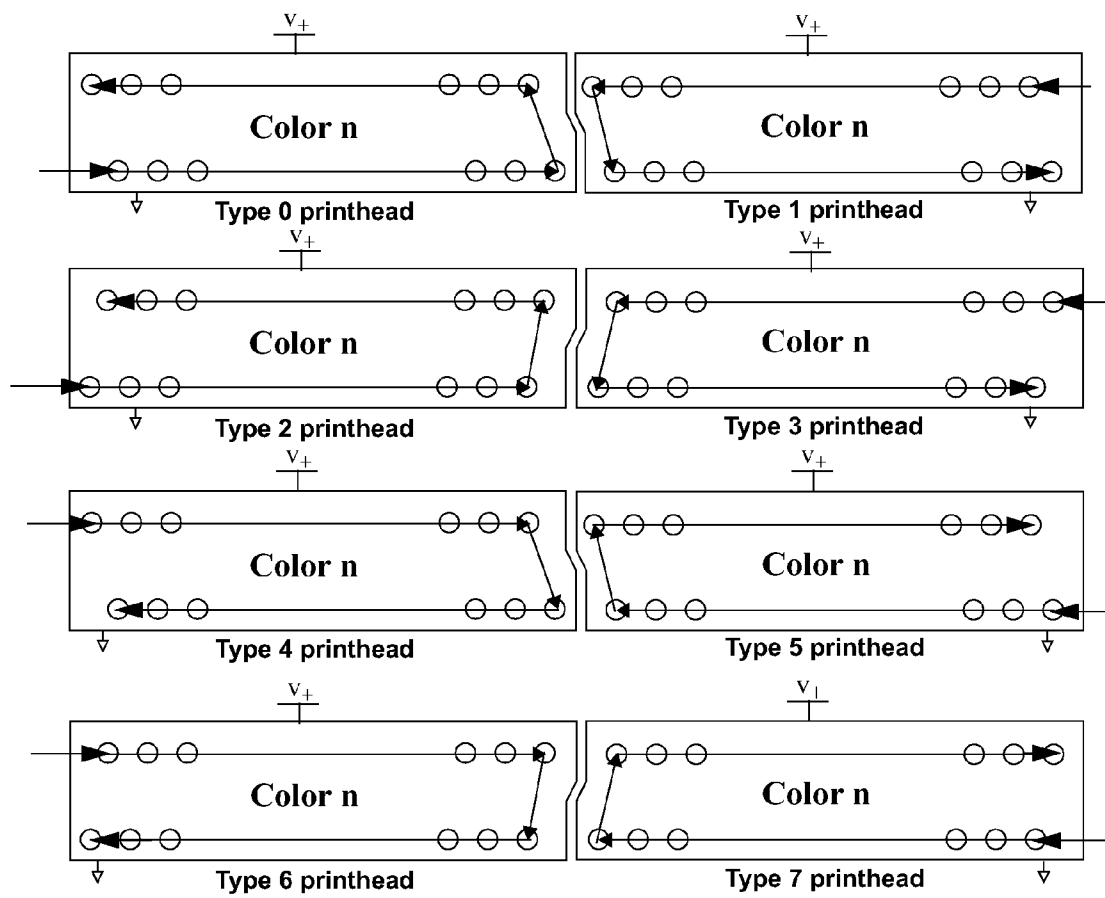 V+ V+
Color n Color n
Type 0 printhead Type 1 printhead
V+ V+
Color n Color n
Type 2 printhead Type 3 printhead
V+ V+
Color n Color n
Type 4 printhead Type 5 printhead
V+ V|
Color n Color n
Type 6 printhead Type 7 printhead